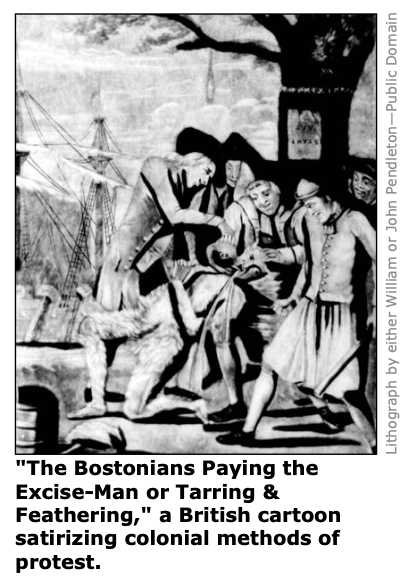 Lithograph by either William or John Pendleton—Public Domain
"The Bostonians Paying the
Excise-Man or Tarring &
Feathering," a British cartoon
satirizing colonial methods of
protest.